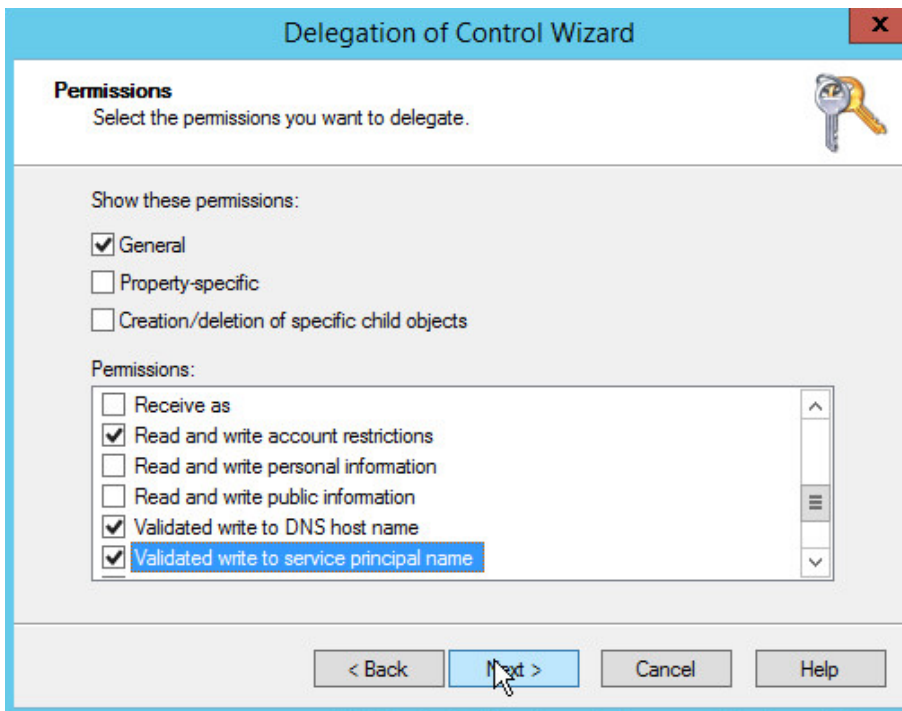 Delegation of Control Wizard
x
Permissions
Select the permissions you want to delegate.
Show these permissions:
General
Property-specific
Creation/deletion of specific child objects
Permissions:
Receive as
Read and write account restrictions
Read and write personal information
Read and write public information
Validated write to DNS host name
Validated write to service principal name
< Back Next > Cancel Help